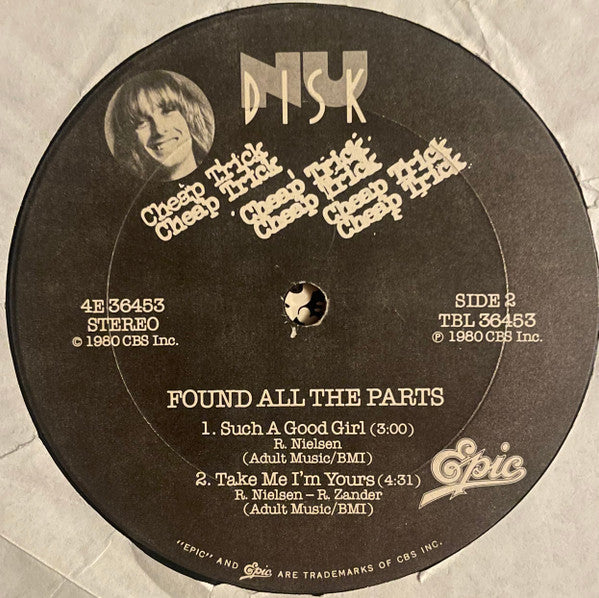 NU
DISK
Cheap Trick Cheap Trick Cheap Trick
Cheap Trick Cheap Trick Cheap Trick
4E 36453
STEREO
© 1980 CBS Inc.
SIDE 2
TBL 36453
℗ 1980 CBS Inc.
FOUND ALL THE PARTS
1. Such A Good Girl (3:00)
R. Nielsen
(Adult Music/BMI)
2. Take Me I'm Yours (4:31)
R. Nielsen – R. Zander
(Adult Music/BMI)
Epic
"EPIC" AND Epic ARE TRADEMARKS OF CBS INC.